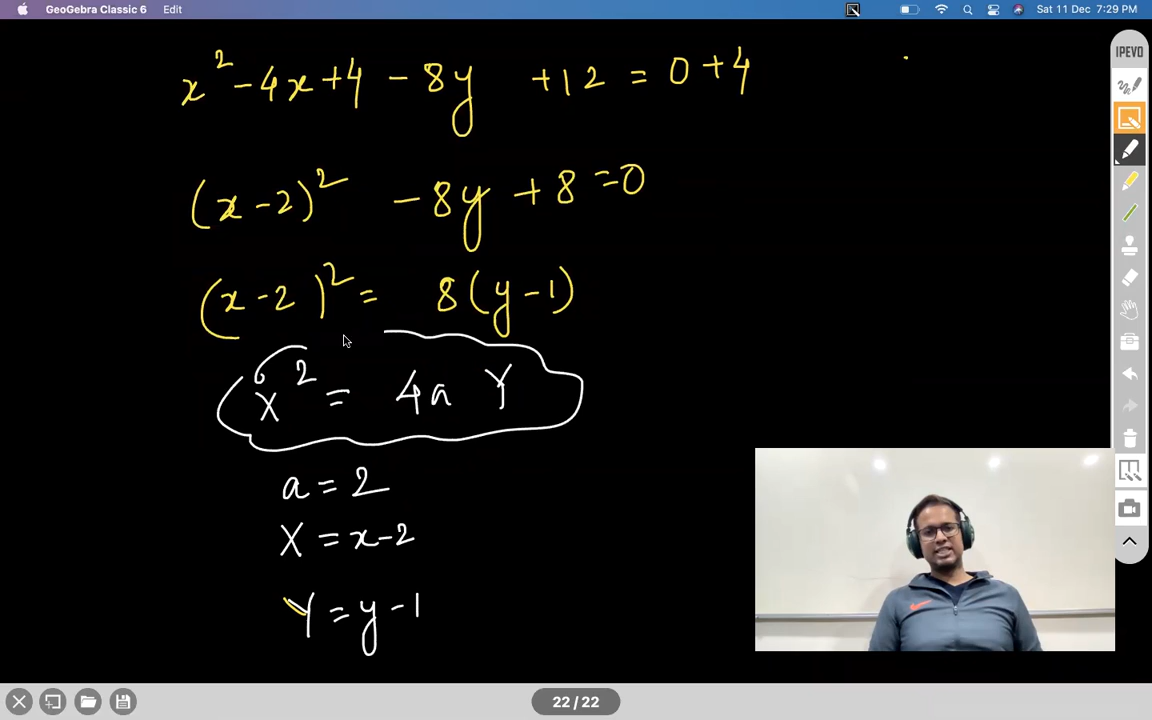 GeoGebra Classic 6 Edit Sat 11 Dec 7:29 PM
IPEVO
x² - 4x + 4 - 8y + 12 = 0 + 4
(x - 2)² - 8y + 8 = 0
(x - 2)² = 8(y - 1)
X² = 4a Y
a = 2
X = x - 2
Y = y - 1
22 / 22